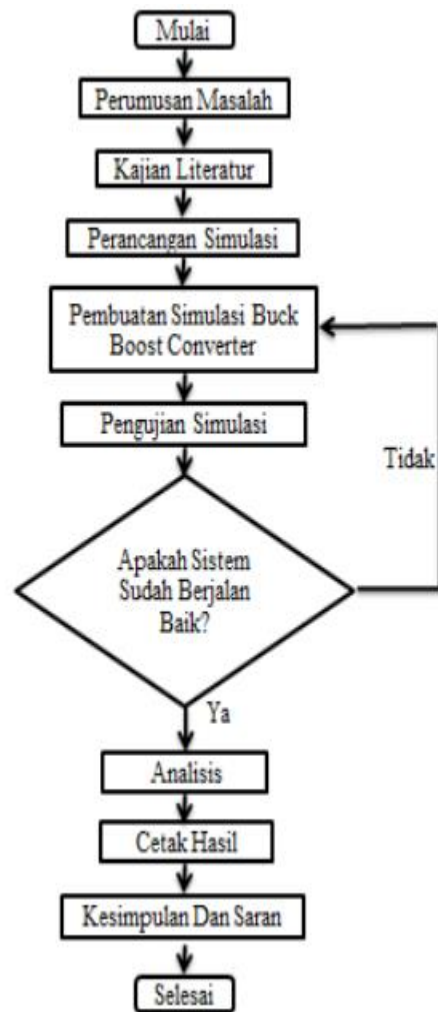 Mulai
Perumusan Masalah
Kajian Literatur
Perancangan Simulasi
Pembuatan Simulasi Buck
Boost Converter
Pengujian Simulasi
Tidak
Apakah Sistem
Sudah Berjalan
Baik?
Ya
Analisis
Cetak Hasil
Kesimpulan Dan Saran
Selesai